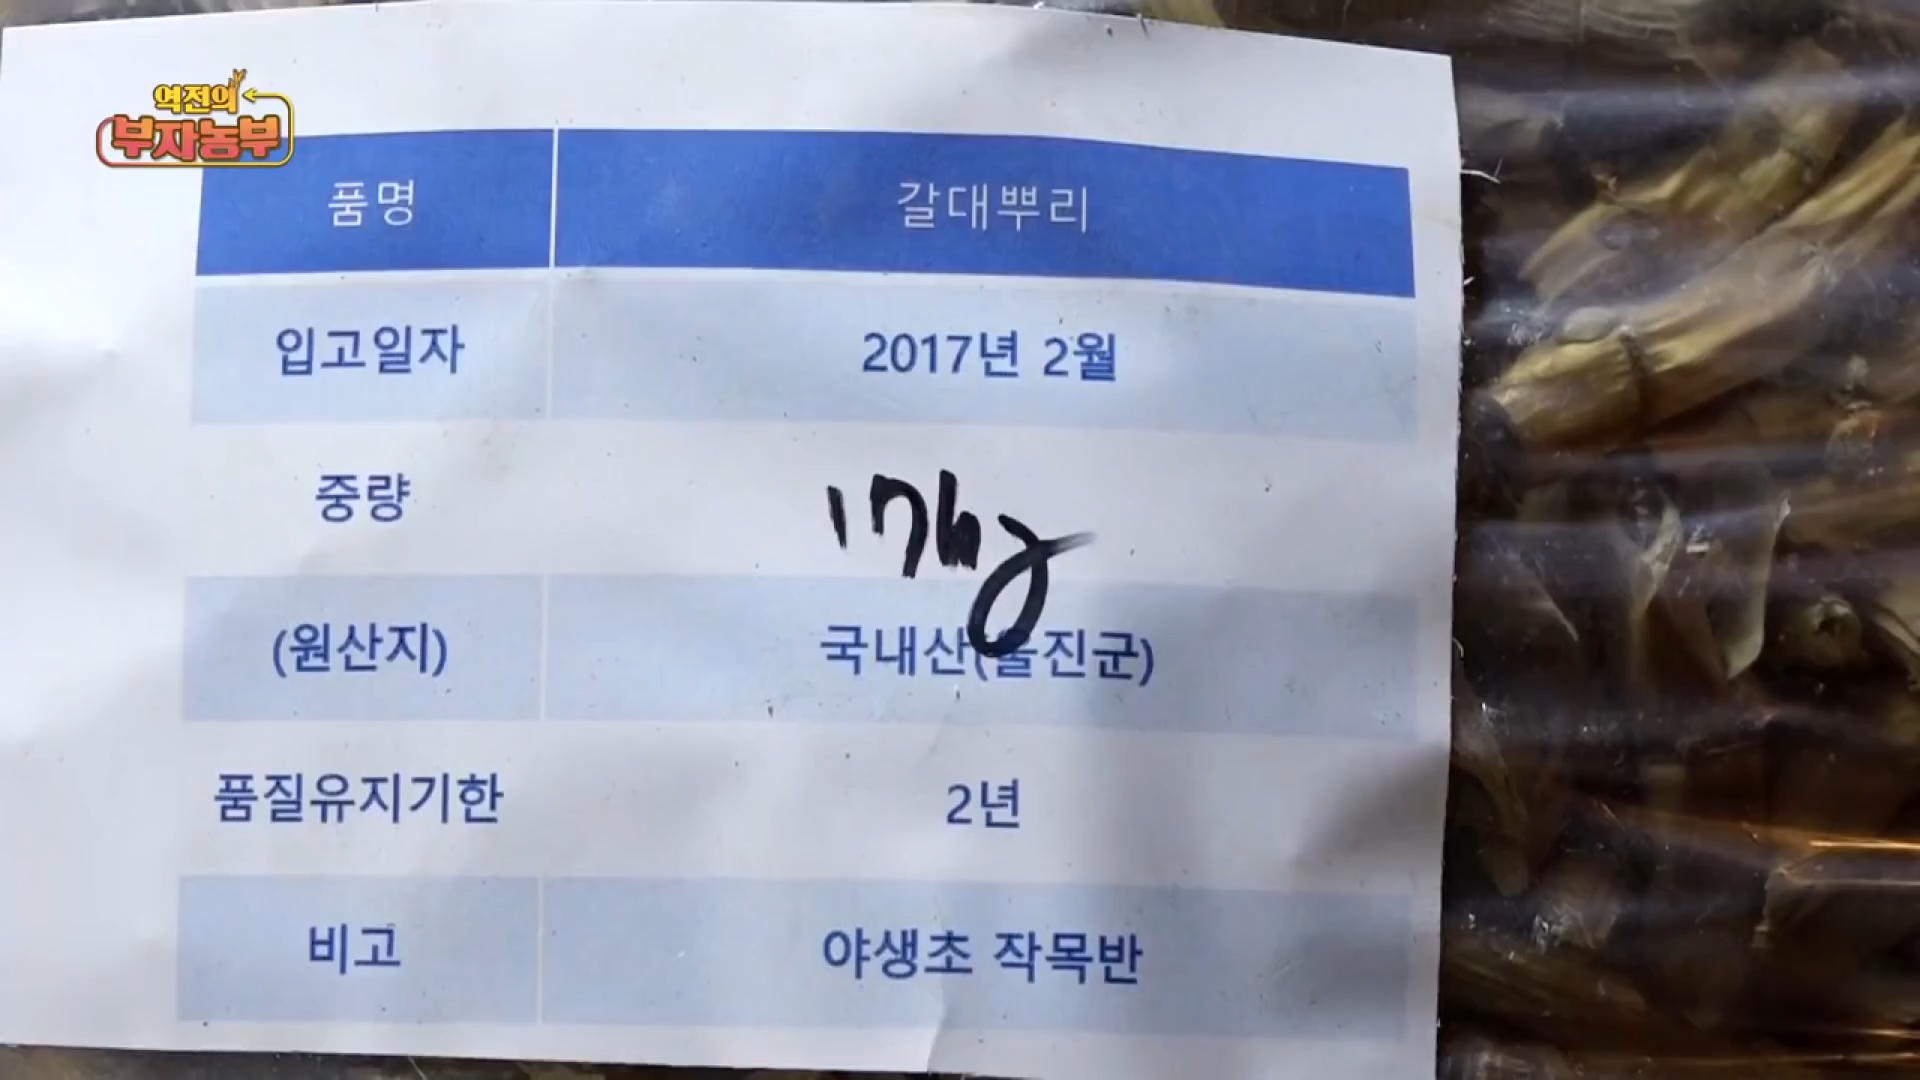 역전의
부자농부
품명 갈대뿌리
입고일자 2017년 2월
중량 17kg
(원산지) 국내산(울진군)
품질유지기한 2년
비고 야생초 작목반